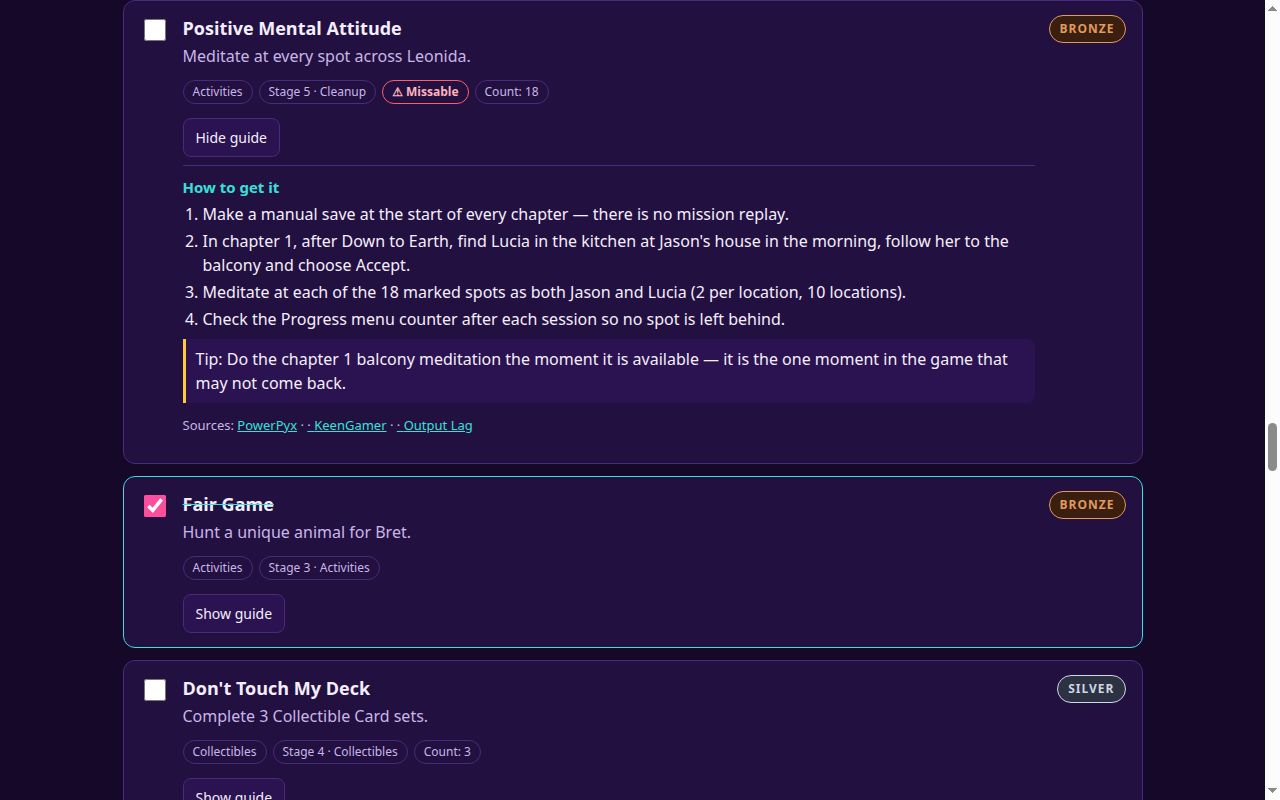 Positive Mental Attitude
BRONZE
Meditate at every spot across Leonida.
Activities
Stage 5 · Cleanup
⚠ Missable
Count: 18
Hide guide
How to get it
1. Make a manual save at the start of every chapter — there is no mission replay.
2. In chapter 1, after Down to Earth, find Lucia in the kitchen at Jason's house in the morning, follow her to the
balcony and choose Accept.
3. Meditate at each of the 18 marked spots as both Jason and Lucia (2 per location, 10 locations).
4. Check the Progress menu counter after each session so no spot is left behind.
Tip: Do the chapter 1 balcony meditation the moment it is available — it is the one moment in the game that
may not come back.
Sources: PowerPyx · · KeenGamer · · Output Lag
Fair Game
BRONZE
Hunt a unique animal for Bret.
Activities
Stage 3 · Activities
Show guide
Don't Touch My Deck
SILVER
Complete 3 Collectible Card sets.
Collectibles
Stage 4 · Collectibles
Count: 3
Show guide